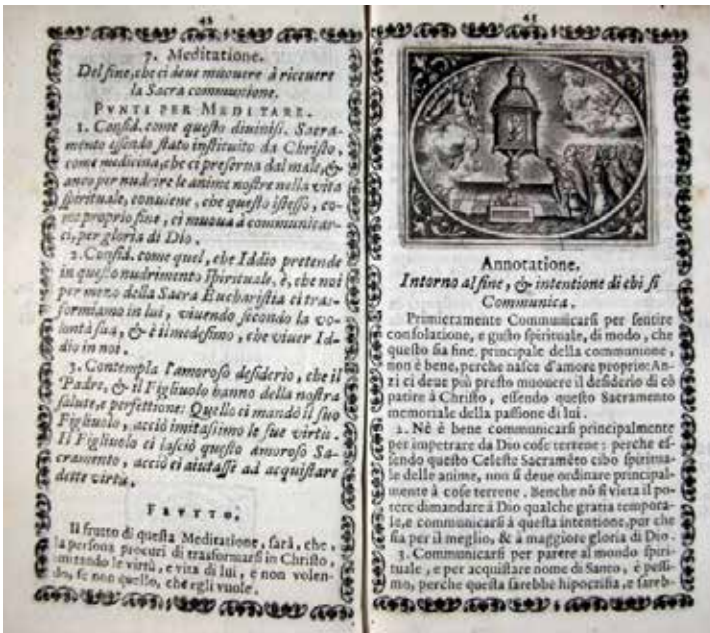 42
7. Meditatione.
Del fine, che ci deue muouere à riceuere
la Sacra communione.
PVNTI PER MEDITARE.
1. Consid. come questo diuiniss. Sacra-
mento essendo stato instituito da Christo,
come medicina, che ci preserua dal male, &
anco per nudrire le anime nostre nella vita
spirituale, conuiene, che questo istesso, co-
me proprio fine, ci muoua à communicar-
ci, per gloria di Dio.
2. Consid. come quel, che Iddio pretende
in questo nudrimento spirituale, è, che noi
per mezo della Sacra Eucharistia ci tras-
formiamo in lui, viuendo secondo la vo-
lontà sua, & è il medesimo, che viuer Id-
dio in noi.
3. Contempla l'amoroso desiderio, che il
Padre, & il Figliuolo hanno della nostra
salute, e perfettione: Quello ci mandò il suo
Figliuolo, acciò imitassimo le sue virtù.
Il Figliuolo ci lasciò questo amoroso Sa-
cramento, acciò ci aiutasse ad acquistare
dette virtù.
FRVTTO.
Il frutto di questa Meditatione, sarà, che
la persona procuri di trasformarsi in Christo,
imitando le virtù, e vita di lui, e non volen-
do, se non quello, che egli vuole.
Annotatione.
Intorno al fine, & intentione di chi si
Communica.
Primieramente Communicarsi per sentire
consolatione, e gusto spirituale, di modo, che
questo sia fine principale della communione,
non è bene, perche nasce d'amore proprio: An-
zi ci deue più presto muouere il desiderio di cō
patire à Christo, essendo questo Sacramento
memoriale della passione di lui.
2. Nè è bene communicarsi principalmente
per impetrare da Dio cose terrene: perche es-
sendo questo Celeste Sacramēto cibo spiritua-
le delle anime, non si deue ordinare principal-
mente à cose terrene. Benche nō si vieta il po-
tere dimandare à Dio qualche gratia tempora-
le, e communicarsi à questa intentione, pur che
sia per il meglio, & à maggiore gloria di Dio.
3. Communicarsi per parere al mondo spiri-
tuale, e per acquistare nome di Santo, è pessi-
mo, perche questa sarebbe hipocrisia, e sareb-